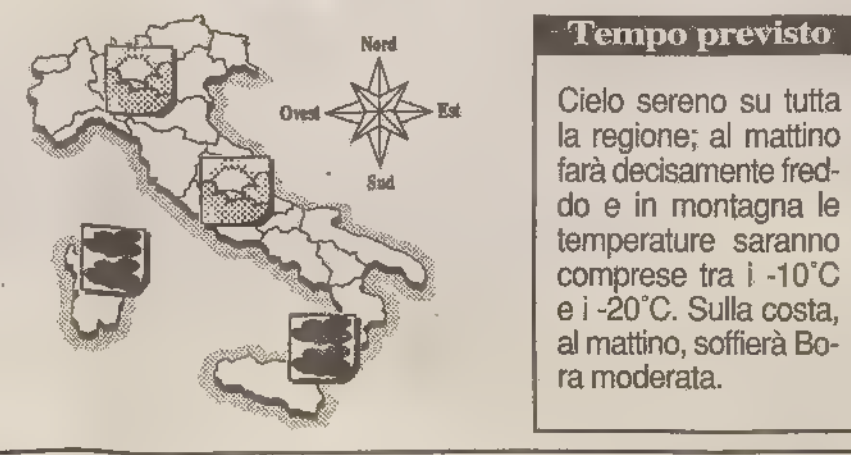 Nord
Ovest
Est
Sud
Tempo previsto
Cielo sereno su tutta
la regione; al mattino
farà decisamente fred-
do e in montagna le
temperature saranno
comprese tra i -10°C
e i -20°C. Sulla costa,
al mattino, soffierà Bo-
ra moderata.